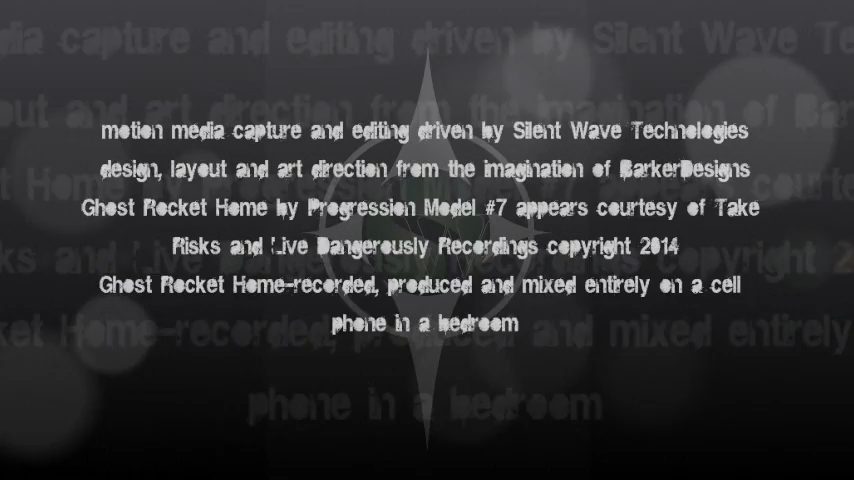 motion media capture and editing driven by Silent Wave Technologies
design, layout and art direction from the imagination of BarkerDesigns
Ghost Rocket Home by Progression Model #7 appears courtesy of Take
Risks and Live Dangerously Recordings copyright 2014
Ghost Rocket Home-recorded, produced and mixed entirely on a cell
phone in a bedroom